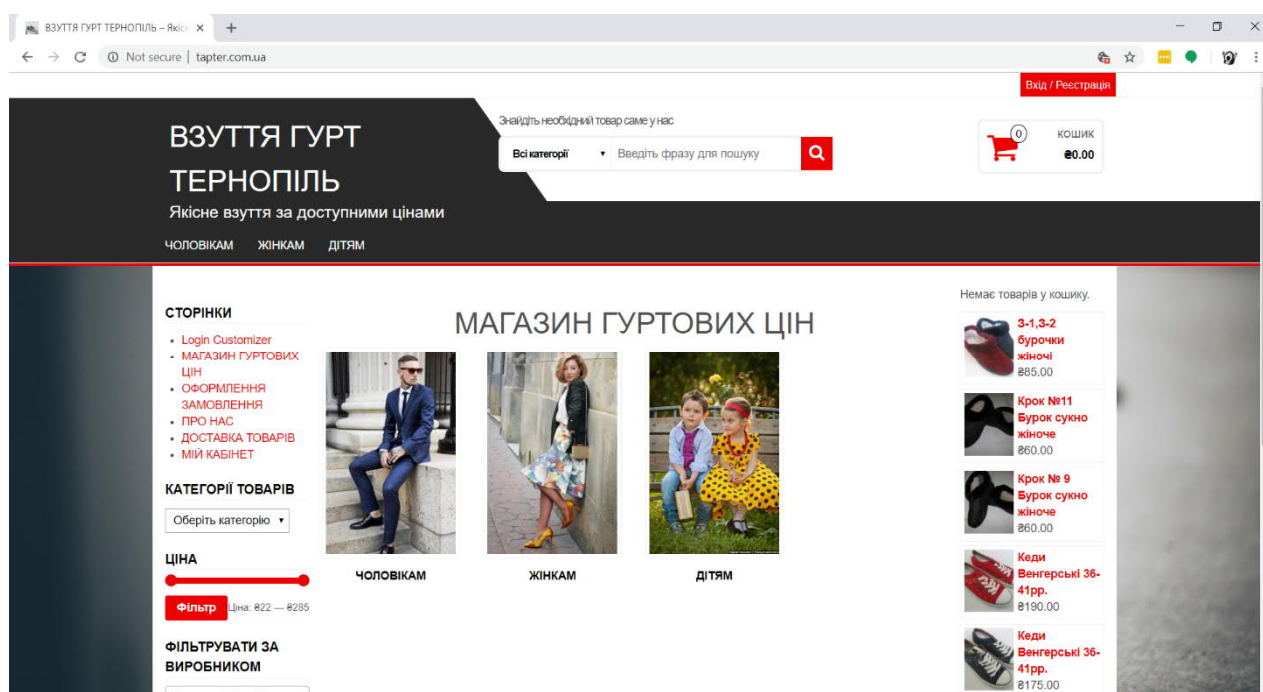 ВЗУТТЯ ГУРТ ТЕРНОПІЛЬ – Якіс
Not secure | tapter.com.ua
Вхід / Реєстрація
ВЗУТТЯ ГУРТ
ТЕРНОПІЛЬ
Якісне взуття за доступними цінами
Знайдіть необхідний товар саме у нас
Всі категорії
Введіть фразу для пошуку
0
КОШИК
₴0.00
ЧОЛОВІКАМ ЖІНКАМ ДІТЯМ
СТОРІНКИ
Login Customizer
МАГАЗИН ГУРТОВИХ
ЦІН
ОФОРМЛЕННЯ
ЗАМОВЛЕННЯ
ПРО НАС
ДОСТАВКА ТОВАРІВ
МІЙ КАБІНЕТ
КАТЕГОРІЇ ТОВАРІВ
Оберіть категорію
ЦІНА
Фільтр
Ціна: ₴22 — ₴285
ФІЛЬТРУВАТИ ЗА
ВИРОБНИКОМ
МАГАЗИН ГУРТОВИХ ЦІН
ЧОЛОВІКАМ
ЖІНКАМ
ДІТЯМ
Немає товарів у кошику.
З-1,З-2
бурочки
жіночі
₴85.00
Крок №11
Бурок сукно
жіноче
₴60.00
Крок № 9
Бурок сукно
жіноче
₴60.00
Кеди
Венгерські 36-
41рр.
₴190.00
Кеди
Венгерські 36-
41рр.
₴175.00